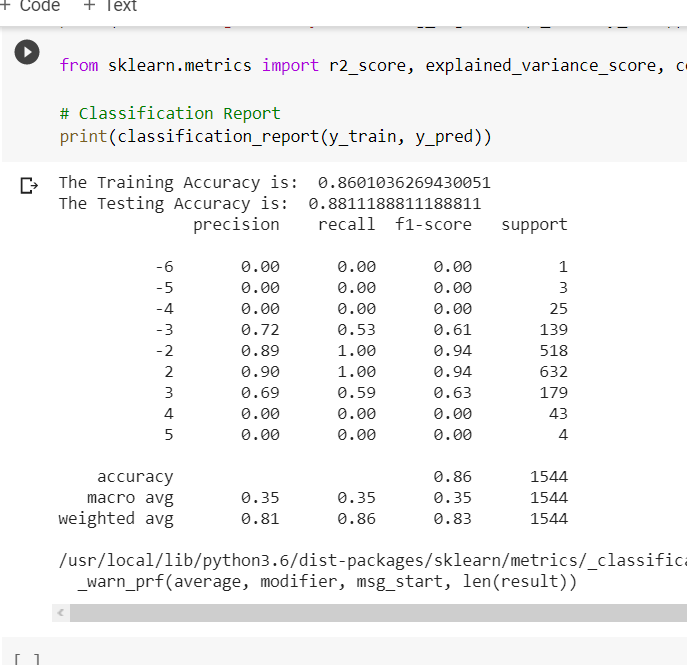 + Code + Text
from sklearn.metrics import r2_score, explained_variance_score,
# Classification Report
print(classification_report(y_train, y_pred))
The Training Accuracy is: 0.8601036269430051
The Testing Accuracy is: 0.8811188811188811
precision recall f1-score support
-6 0.00 0.00 0.00 1
-5 0.00 0.00 0.00 3
-4 0.00 0.00 0.00 25
-3 0.72 0.53 0.61 139
-2 0.89 1.00 0.94 518
2 0.90 1.00 0.94 632
3 0.69 0.59 0.63 179
4 0.00 0.00 0.00 43
5 0.00 0.00 0.00 4
accuracy 0.86 1544
macro avg 0.35 0.35 0.35 1544
weighted avg 0.81 0.86 0.83 1544
/usr/local/lib/python3.6/dist-packages/sklearn/metrics/_classifica
_warn_prf(average, modifier, msg_start, len(result))
[ ]